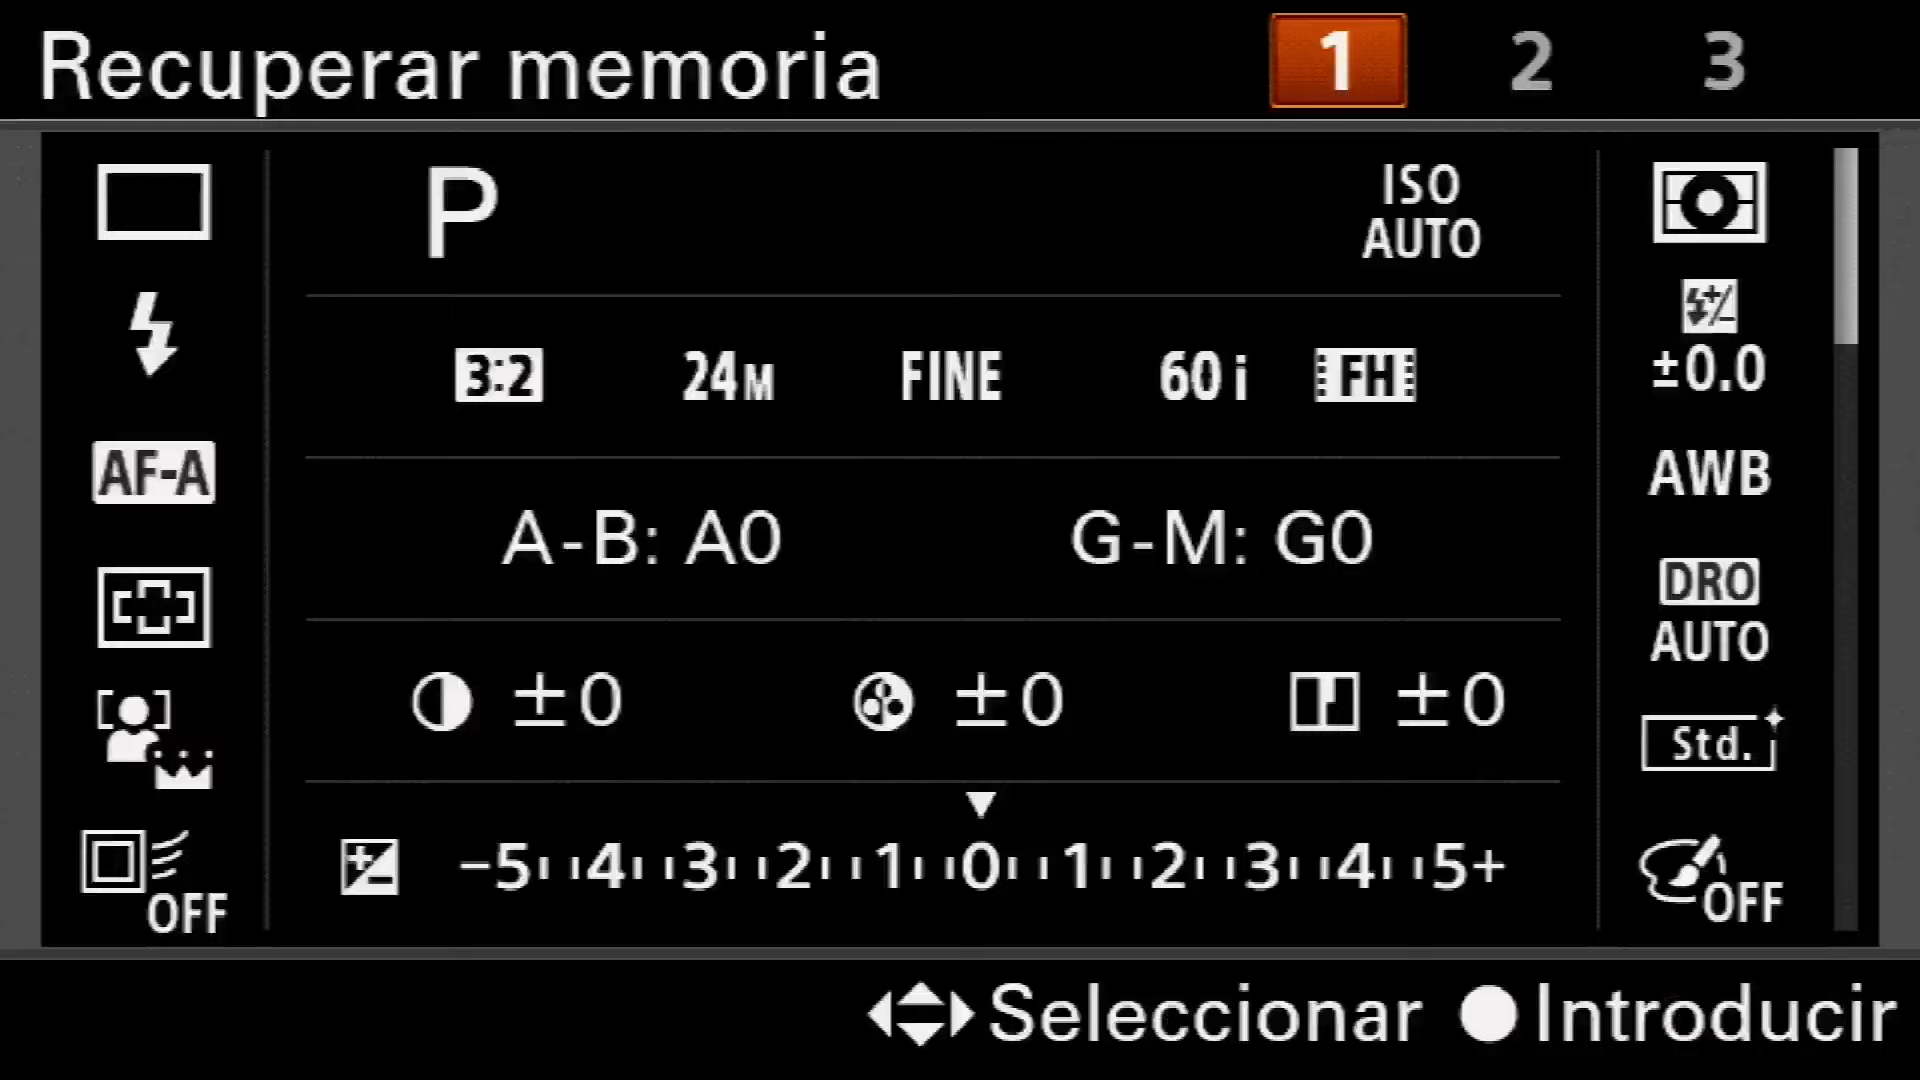 Recuperar memoria 1 2 3
P ISO AUTO
±0.0
3:2 24M FINE 60i FH
AF-A AWB
A-B: A0 G-M: G0
DRO AUTO
±0 ±0 ±0
Std.
-5 4 3 2 1 0 1 2 3 4 5+
OFF OFF
Seleccionar Introducir